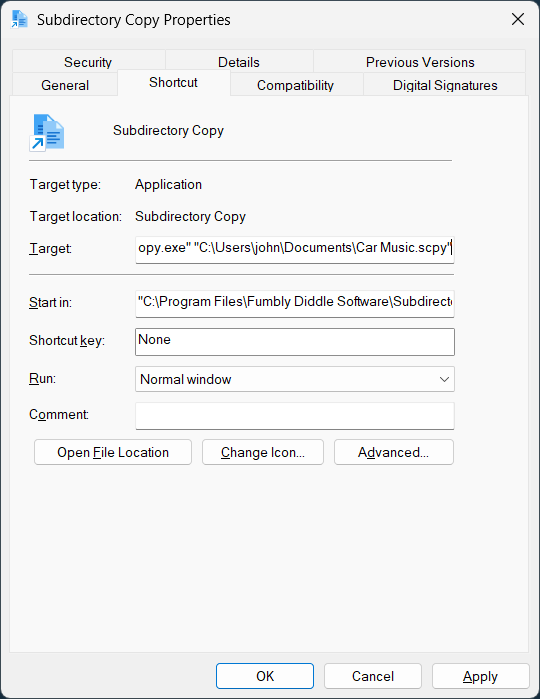 Subdirectory Copy Properties
Security Details Previous Versions
General Shortcut Compatibility Digital Signatures
Subdirectory Copy
Target type: Application
Target location: Subdirectory Copy
Target: opy.exe" "C:\Users\john\Documents\Car Music.scpy"
Start in: "C:\Program Files\Fumbly Diddle Software\Subdirecto
Shortcut key: None
Run: Normal window
Comment:
Open File Location Change Icon... Advanced...
OK Cancel Apply